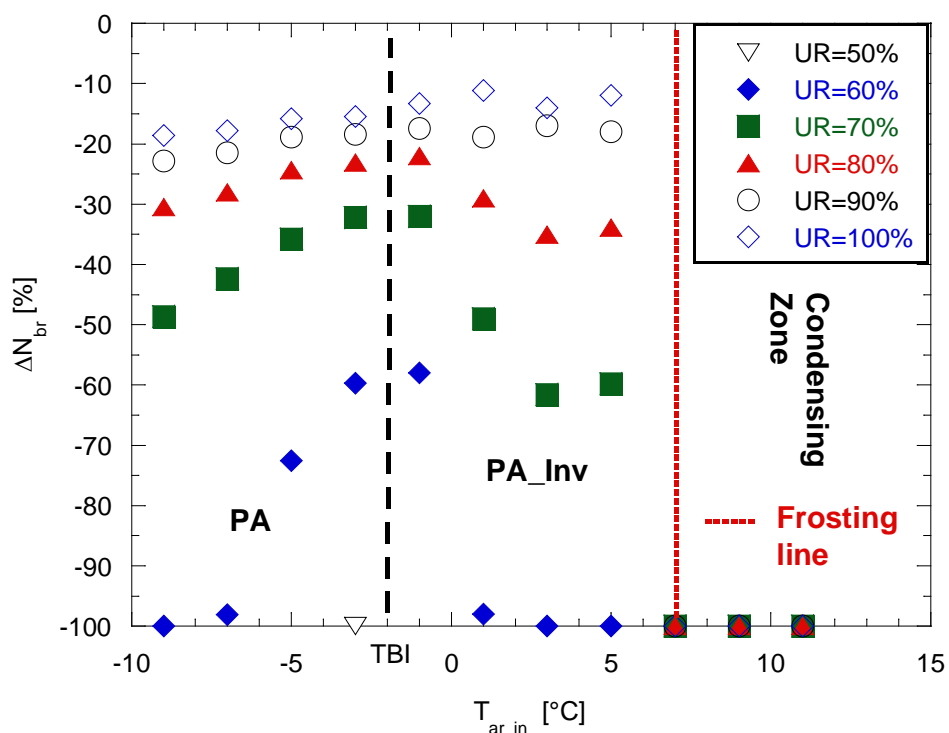 0
-10
-20
-30
-40
-50
-60
-70
-80
-90
-100
ΔN_br [%]
UR=50%
UR=60%
UR=70%
UR=80%
UR=90%
UR=100%
Condensing
Zone
PA
PA_Inv
Frosting
line
-10 -5 TBI 0 5 10 15
T_ar_in [°C]